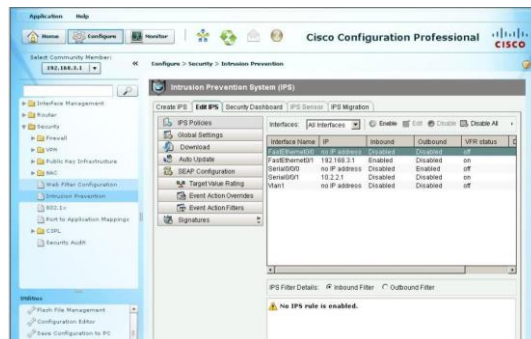 Application Help
Home Configure Monitor
Cisco Configuration Professional
CISCO
Select Community Member:
192.168.3.1
Configure > Security > Intrusion Prevention
Intrusion Prevention System (IPS)
Interface Management
Router
Security
Firewall
VPN
Public Key Infrastructure
NAC
Web Filter Configuration
Intrusion Prevention
802.1x
Port to Application Mappings
C3PL
Security Audit
Utilities
Flash File Management
Configuration Editor
Save Configuration to PC
Create IPS Edit IPS Security Dashboard IPS Sensor IPS Migration
IPS Policies
Global Settings
Download
Auto Update
SEAP Configuration
Target Value Rating
Event Action Overrides
Event Action Filters
Signatures
Interfaces: All Interfaces Enable Edit Disable Disable All
Interface Name IP Inbound Outbound VFR status
FastEthernet0/0 no IP address Disabled Disabled off
FastEthernet0/1 192.168.3.1 Enabled Disabled on
Serial0/0/0 no IP address Disabled Enabled off
Serial0/0/1 10.2.2.1 Disabled Disabled on
Vlan1 no IP address Disabled Disabled off
IPS Filter Details: Inbound Filter Outbound Filter
No IPS rule is enabled.